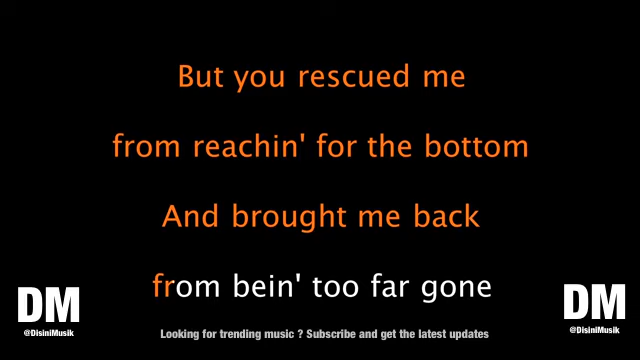 But you rescued me
from reachin' for the bottom
And brought me back
from bein' too far gone
DM
@DisiniMusik
Looking for trending music ? Subscribe and get the latest updates
DM
@DisiniMusik